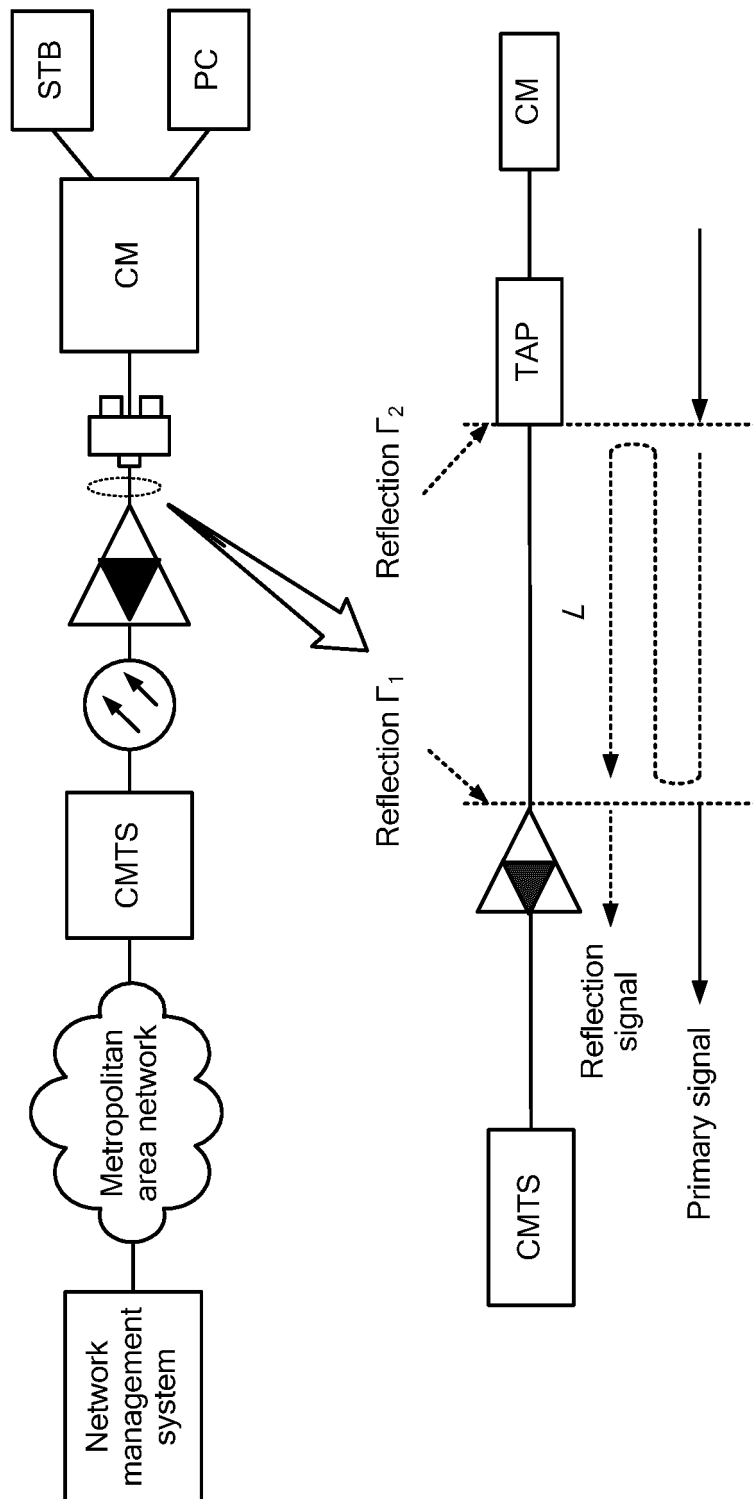 Network
management
system
Metropolitan
area network
CMTS
CM
STB
PC
Reflection Γ1
Reflection Γ2
CMTS
TAP
CM
L
Reflection
signal
Primary signal